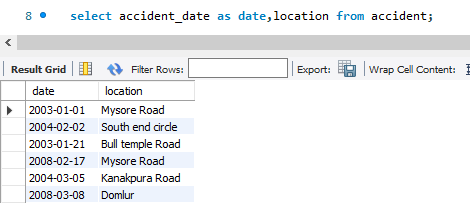 8 select accident_date as date,location from accident;
Result Grid Filter Rows: Export: Wrap Cell Content:
date location
2003-01-01 Mysore Road
2004-02-02 South end circle
2003-01-21 Bull temple Road
2008-02-17 Mysore Road
2004-03-05 Kanakpura Road
2008-03-08 Domlur